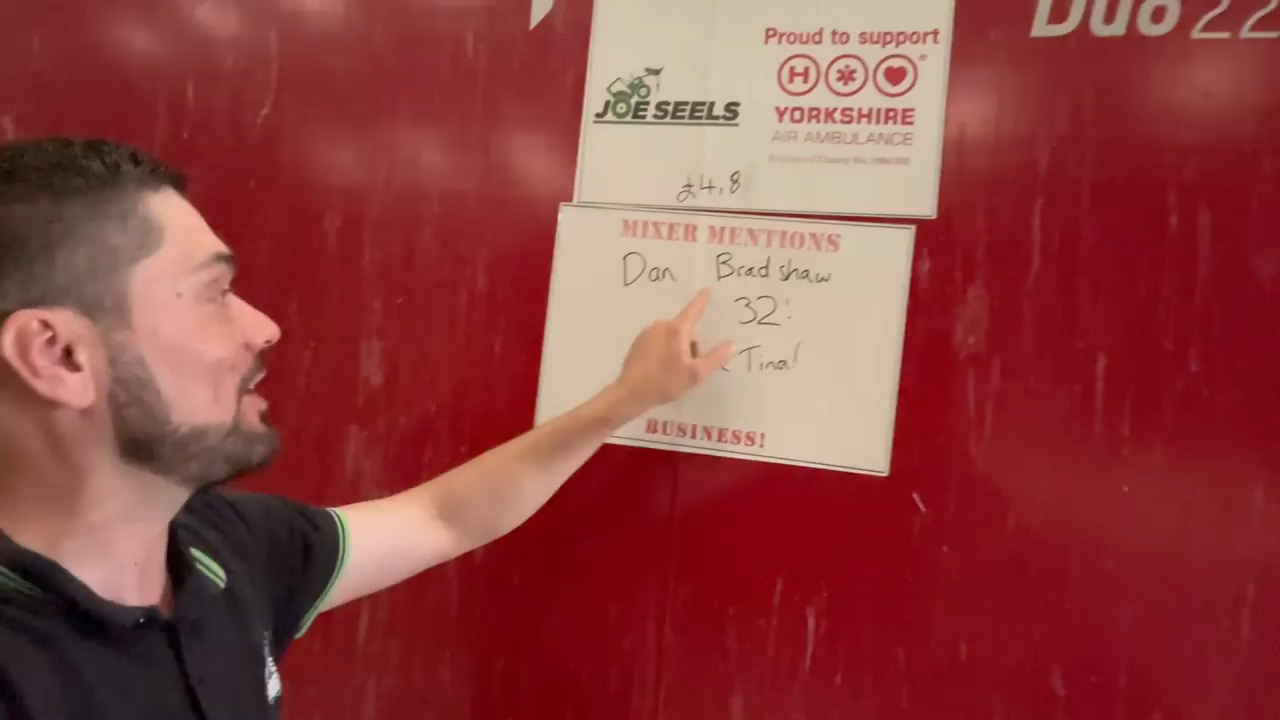 Duo 22
Proud to support
H
JOE SEELS
YORKSHIRE
AIR AMBULANCE
£4,8
MIXER MENTIONS
Dan Bradshaw
32!
Tina!
BUSINESS!